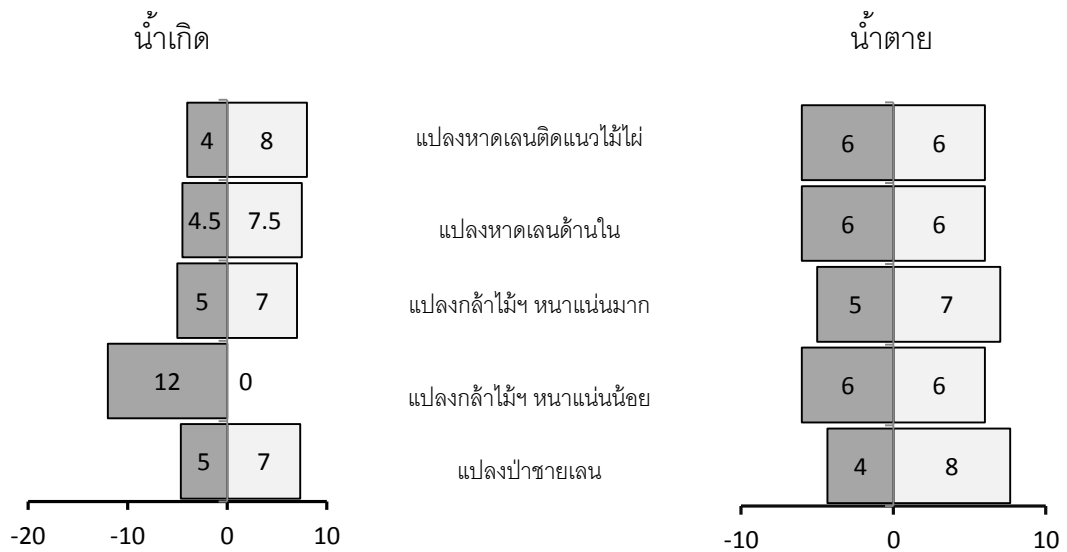 น้ำเกิด น้ำตาย
4 8 แปลงหาดเลนติดแนวไม้ไผ่ 6 6
4.5 7.5 แปลงหาดเลนด้านใน 6 6
5 7 แปลงกล้าไม้ฯ หนาแน่นมาก 5 7
12 0 แปลงกล้าไม้ฯ หนาแน่นน้อย 6 6
5 7 แปลงป่าชายเลน 4 8
-20 -10 0 10 -10 0 10